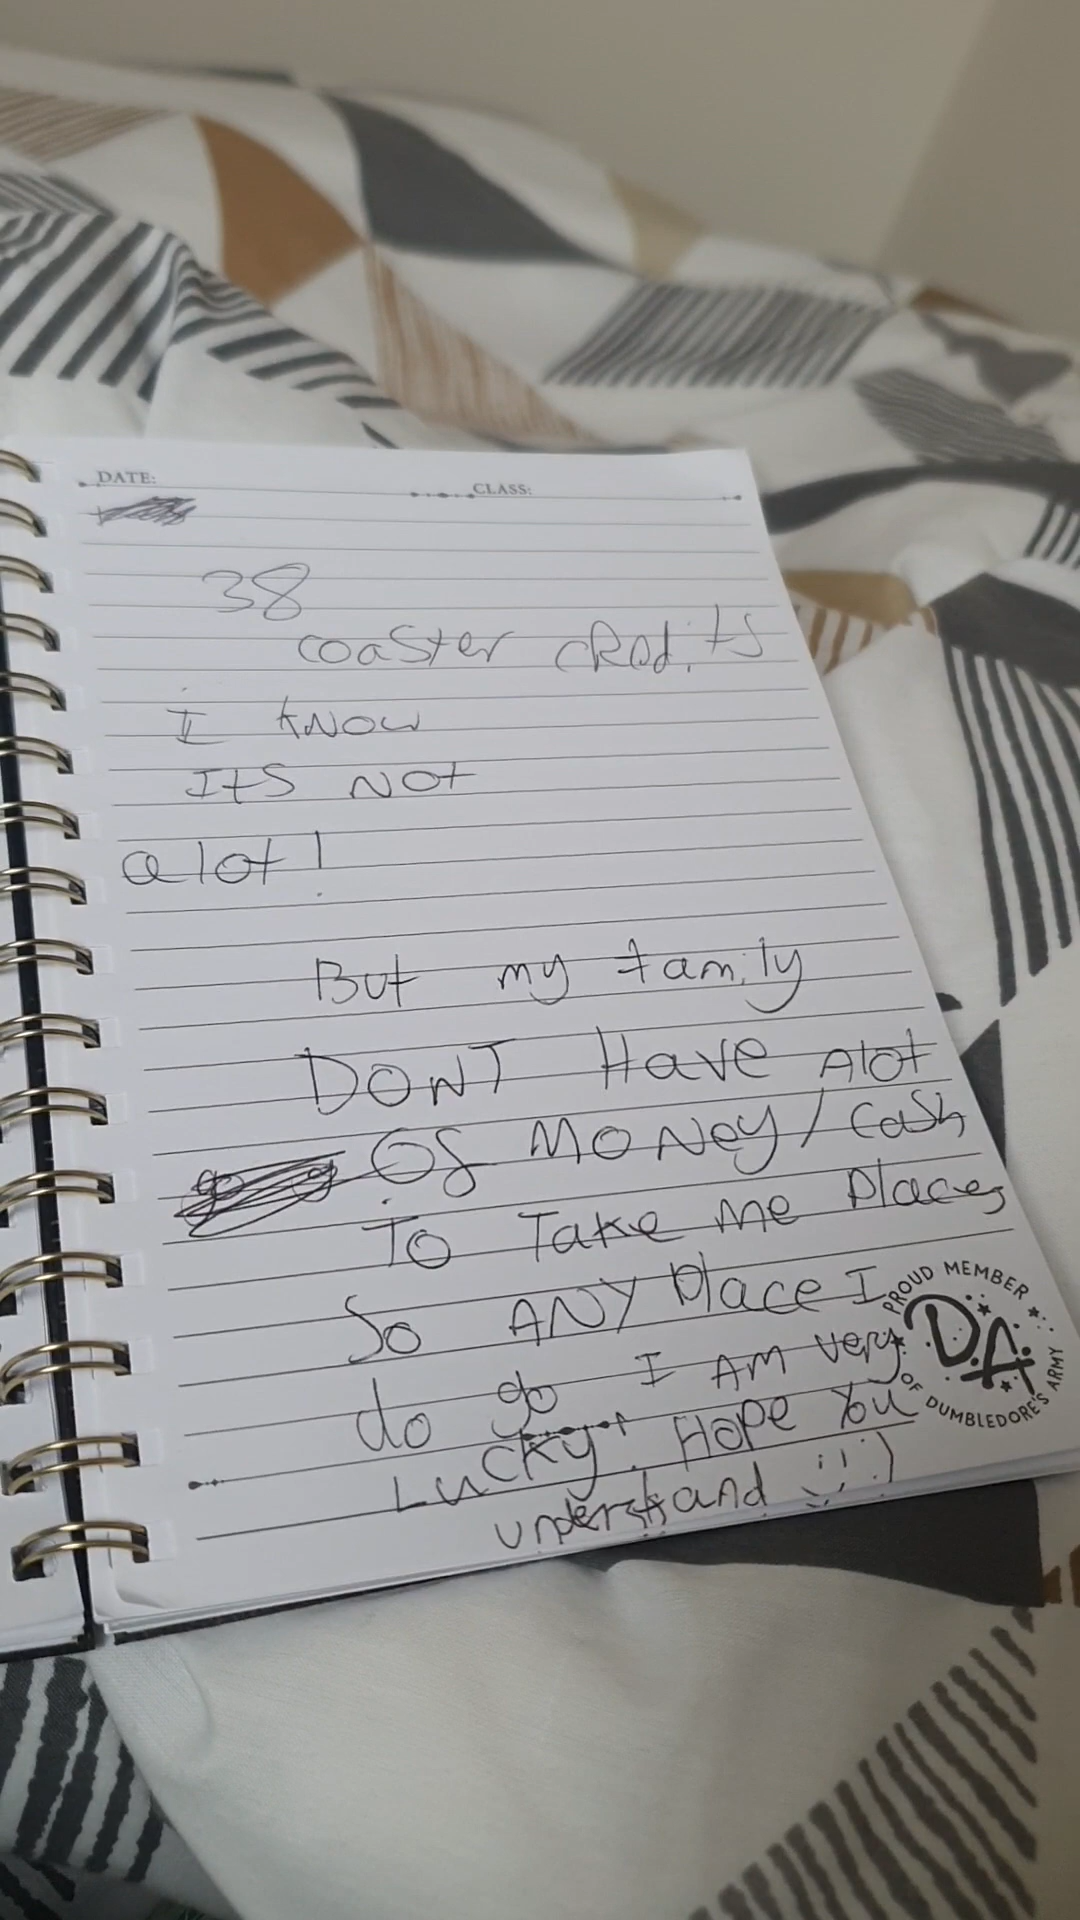 DATE:
CLASS:
38
coaster credits
I know
Its not
alot!
But my family
DONT Have Alot
Of MONey/Cash
To Take me places
So ANY Place I
do go I AM very
Lucky. Hope You
understand :)
PROUD MEMBER
D.A.
OF DUMBLEDORE'S ARMY